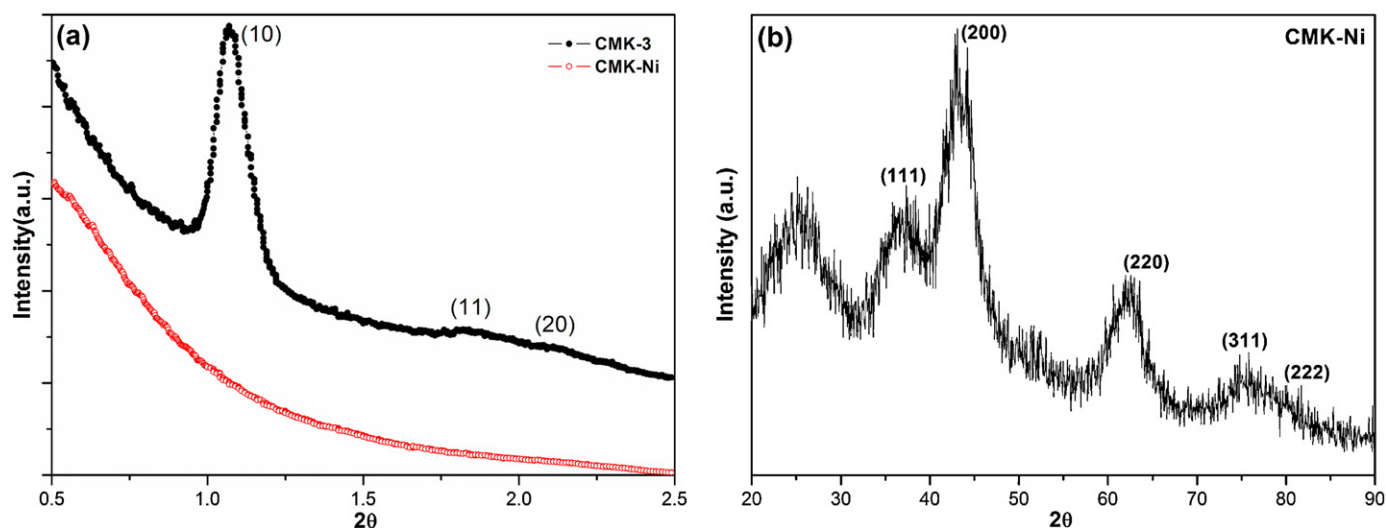 (a)
(10)
CMK-3
CMK-Ni
(11)
(20)
Intensity(a.u.)
0.5 1.0 1.5 2.0 2.5
2θ
(b)
(200)
CMK-Ni
(111)
(220)
(311)
(222)
Intensity (a.u.)
20 30 40 50 60 70 80 90
2θ